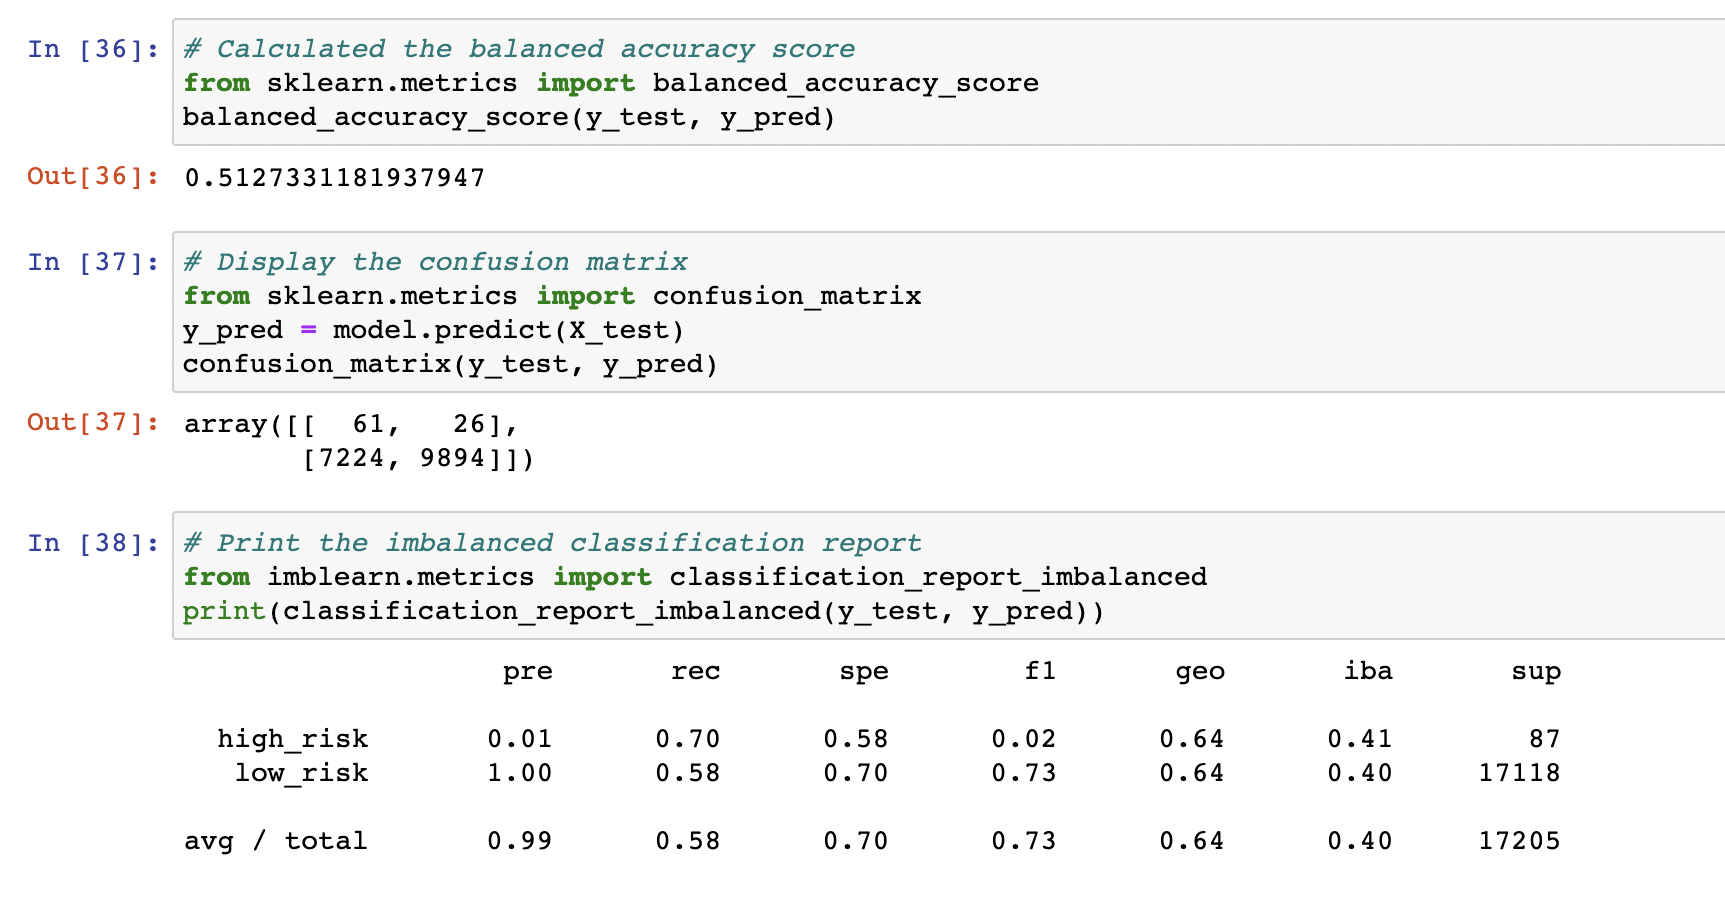 In [36]: # Calculated the balanced accuracy score
from sklearn.metrics import balanced_accuracy_score
balanced_accuracy_score(y_test, y_pred)
Out[36]: 0.5127331181937947
In [37]: # Display the confusion matrix
from sklearn.metrics import confusion_matrix
y_pred = model.predict(X_test)
confusion_matrix(y_test, y_pred)
Out[37]: array([[  61,   26],
       [7224, 9894]])
In [38]: # Print the imbalanced classification report
from imblearn.metrics import classification_report_imbalanced
print(classification_report_imbalanced(y_test, y_pred))
pre rec spe f1 geo iba sup
high_risk 0.01 0.70 0.58 0.02 0.64 0.41 87
low_risk 1.00 0.58 0.70 0.73 0.64 0.40 17118
avg / total 0.99 0.58 0.70 0.73 0.64 0.40 17205